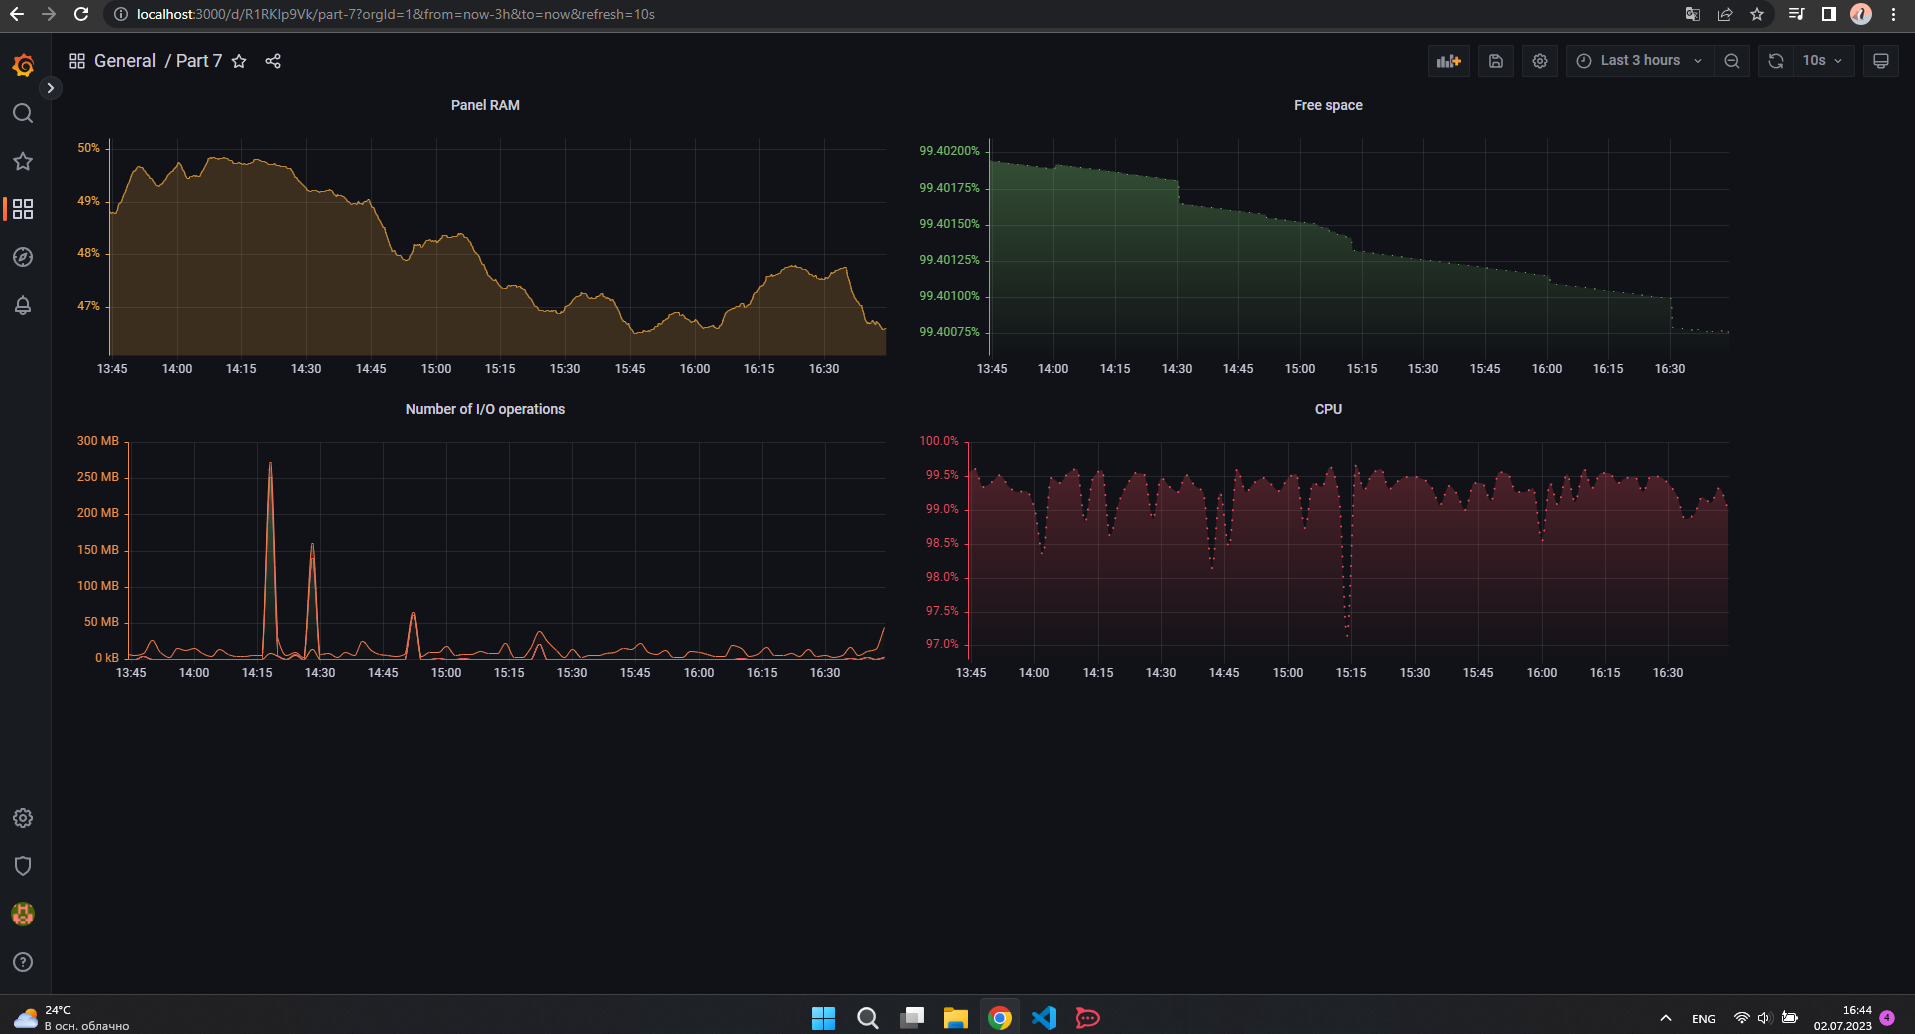 localhost:3000/d/R1RKlp9Vk/part-7?orgId=1&from=now-3h&to=now&refresh=10s
General / Part 7
Last 3 hours
10s
Panel RAM
50%
49%
48%
47%
13:45 14:00 14:15 14:30 14:45 15:00 15:15 15:30 15:45 16:00 16:15 16:30
Free space
99.40200%
99.40175%
99.40150%
99.40125%
99.40100%
99.40075%
13:45 14:00 14:15 14:30 14:45 15:00 15:15 15:30 15:45 16:00 16:15 16:30
Number of I/O operations
300 MB
250 MB
200 MB
150 MB
100 MB
50 MB
0 kB
13:45 14:00 14:15 14:30 14:45 15:00 15:15 15:30 15:45 16:00 16:15 16:30
CPU
100.0%
99.5%
99.0%
98.5%
98.0%
97.5%
97.0%
13:45 14:00 14:15 14:30 14:45 15:00 15:15 15:30 15:45 16:00 16:15 16:30
24°C
В осн. облачно
ENG
16:44
02.07.2023
4